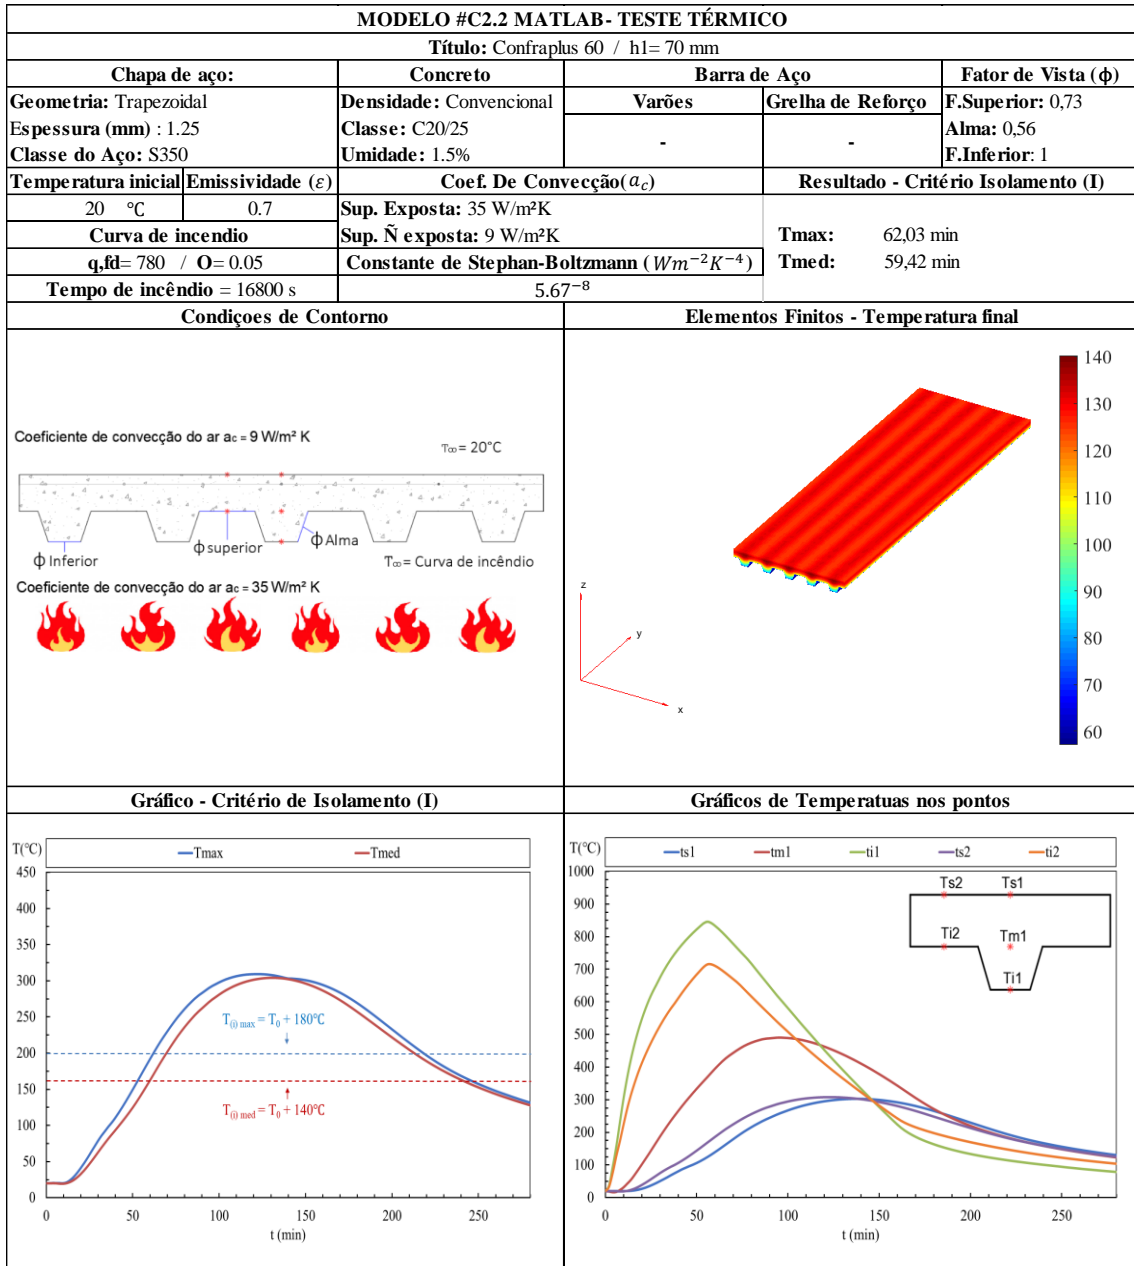 MODELO #C2.2 MATLAB- TESTE TÉRMICO
Título: Confraplus 60 / h1= 70 mm
Chapa de aço:
Concreto
Barra de Aço
Fator de Vista (ϕ)
Geometria: Trapezoidal
Densidade: Convencional
Varões
Grelha de Reforço
F.Superior: 0,73
Espessura (mm) : 1.25
Classe: C20/25
-
-
Alma: 0,56
Classe do Aço: S350
Umidade: 1.5%
F.Inferior: 1
Temperatura inicial
Emissividade (ε)
Coef. De Convecção(a_c)
Resultado - Critério Isolamento (I)
20 °C
0.7
Sup. Exposta: 35 W/m²K
Curva de incendio
Sup. Ñ exposta: 9 W/m²K
Tmax: 62,03 min
q,fd= 780 / O= 0.05
Constante de Stephan-Boltzmann (Wm⁻²K⁻⁴)
Tmed: 59,42 min
Tempo de incêndio = 16800 s
5.67⁻⁸
Condiçoes de Contorno
Elementos Finitos - Temperatura final
Coeficiente de convecção do ar ac = 9 W/m² K
T∞= 20°C
ϕ Inferior
ϕ superior
ϕ Alma
T∞= Curva de incêndio
Coeficiente de convecção do ar ac = 35 W/m² K
140
130
120
110
100
90
80
70
60
z
y
x
Gráfico - Critério de Isolamento (I)
Gráficos de Temperatuas nos pontos
T(°C)
Tmax
Tmed
450
400
350
300
250
200
150
100
50
0
T(i) max = T0 + 180°C
T(i) med = T0 + 140°C
0 50 100 150 200 250
t (min)
T(°C)
ts1
tm1
ti1
ts2
ti2
1000
900
800
700
600
500
400
300
200
100
0
Ts2
Ts1
Ti2
Tm1
Ti1
0 50 100 150 200 250
t (min)